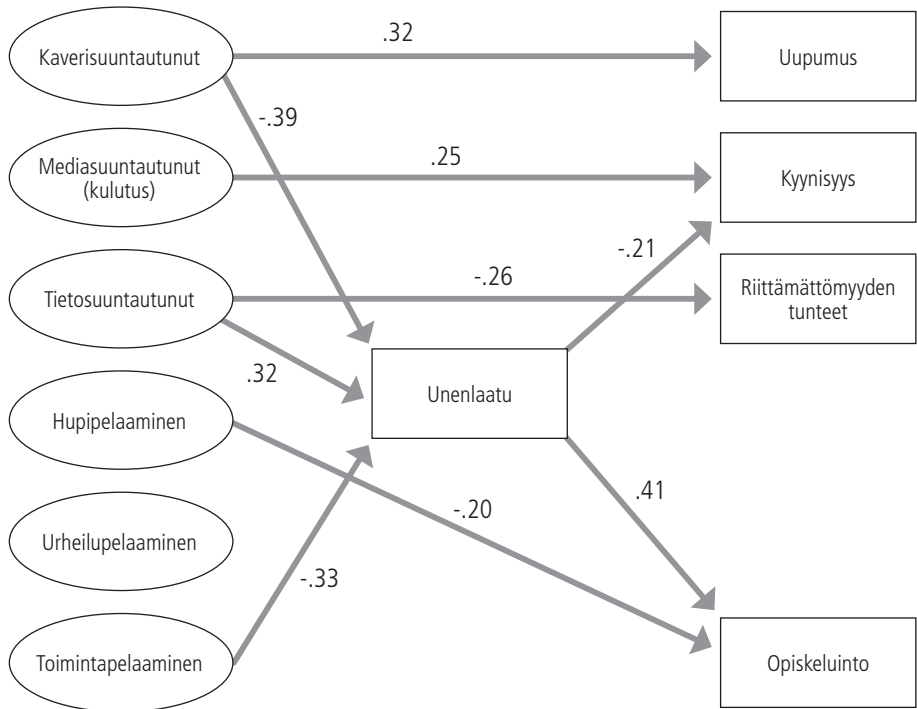 Kaverisuuntautunut
.32
Uupumus
-.39
Mediasuuntautunut
(kulutus)
.25
Kyynisyys
-.21
Tietosuuntautunut
-.26
Riittämättömyyden
tunteet
.32
Unenlaatu
Hupipelaaminen
-.20
.41
Urheilupelaaminen
-.33
Toimintapelaaminen
Opiskeluinto